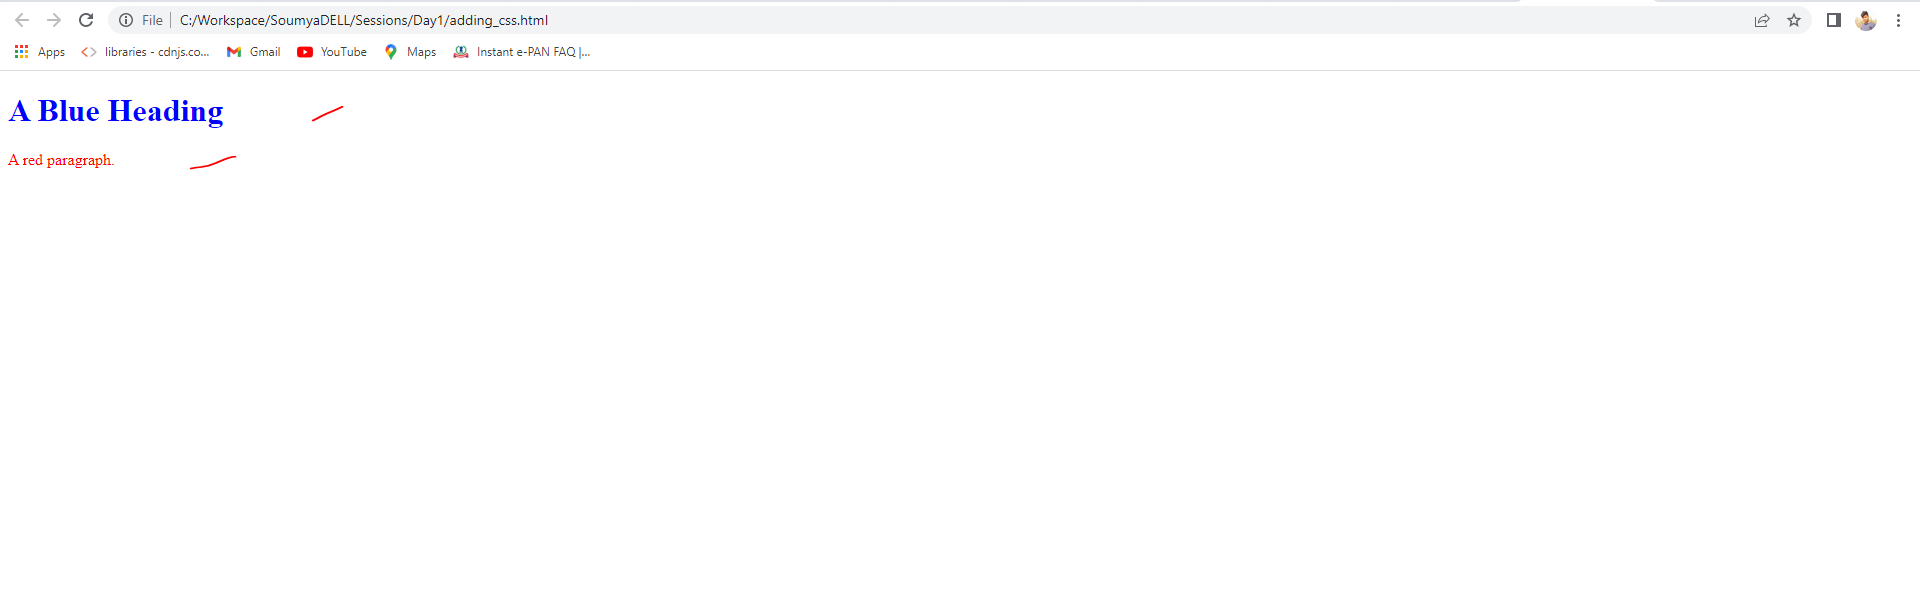 File C:/Workspace/SoumyaDELL/Sessions/Day1/adding_css.html
Apps libraries - cdnjs.co... Gmail YouTube Maps Instant e-PAN FAQ |...
A Blue Heading
A red paragraph.